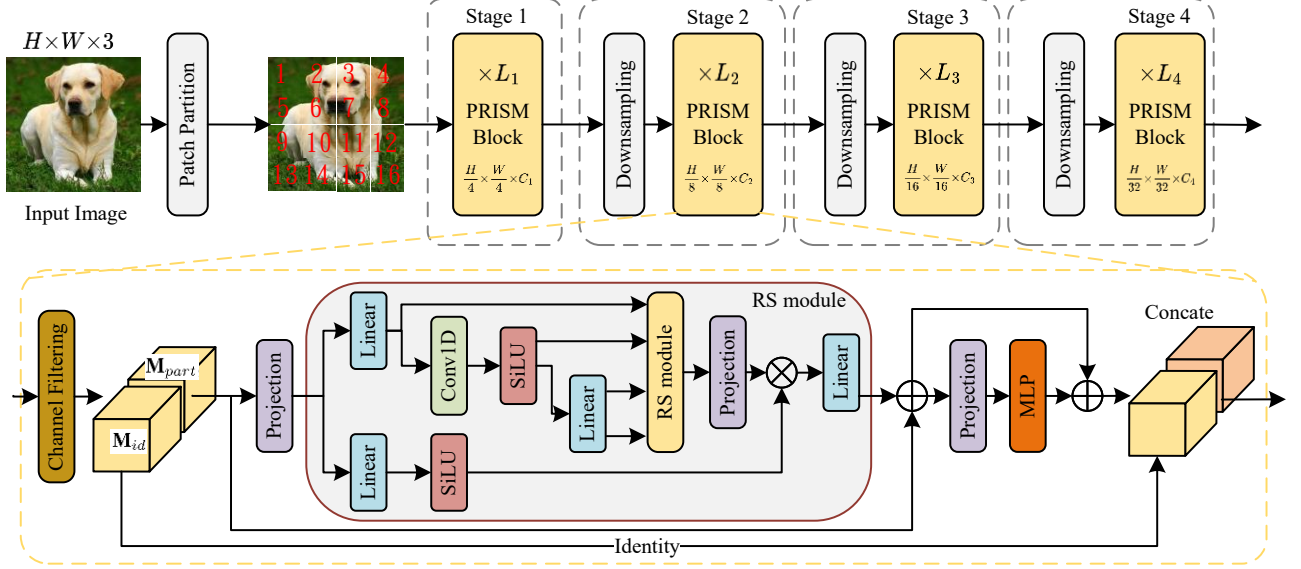 H×W×3
Input Image
Patch Partition
1 2 3 4
5 6 7 8
9 10 11 12
13 14 15 16
Stage 1
×L₁
PRISM
Block
H/4 × W/4 × C₁
Stage 2
Downsampling
×L₂
PRISM
Block
H/8 × W/8 × C₂
Stage 3
Downsampling
×L₃
PRISM
Block
H/16 × W/16 × C₃
Stage 4
Downsampling
×L₄
PRISM
Block
H/32 × W/32 × C₄
Channel Filtering
M_part
M_id
Projection
RS module
Linear
Conv1D
SiLU
Linear
RS module
Projection
Linear
Linear
SiLU
Projection
MLP
Concate
Identity